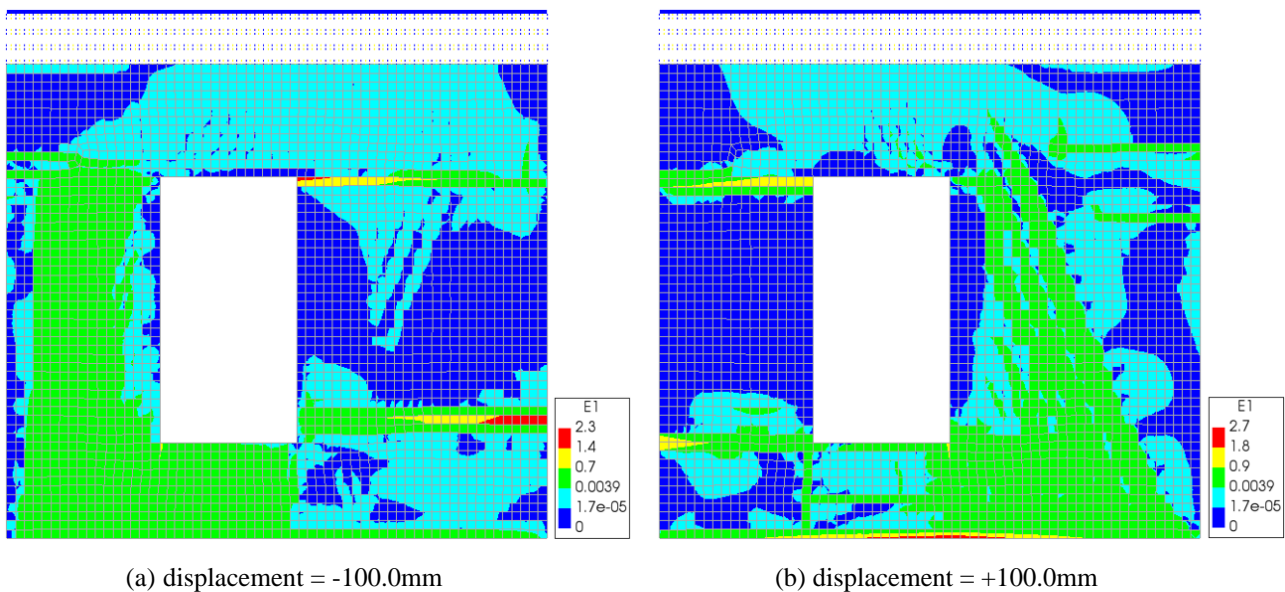 E1
2.3
1.4
0.7
0.0039
1.7e-05
0
E1
2.7
1.8
0.9
0.0039
1.7e-05
0
(a) displacement = -100.0mm
(b) displacement = +100.0mm